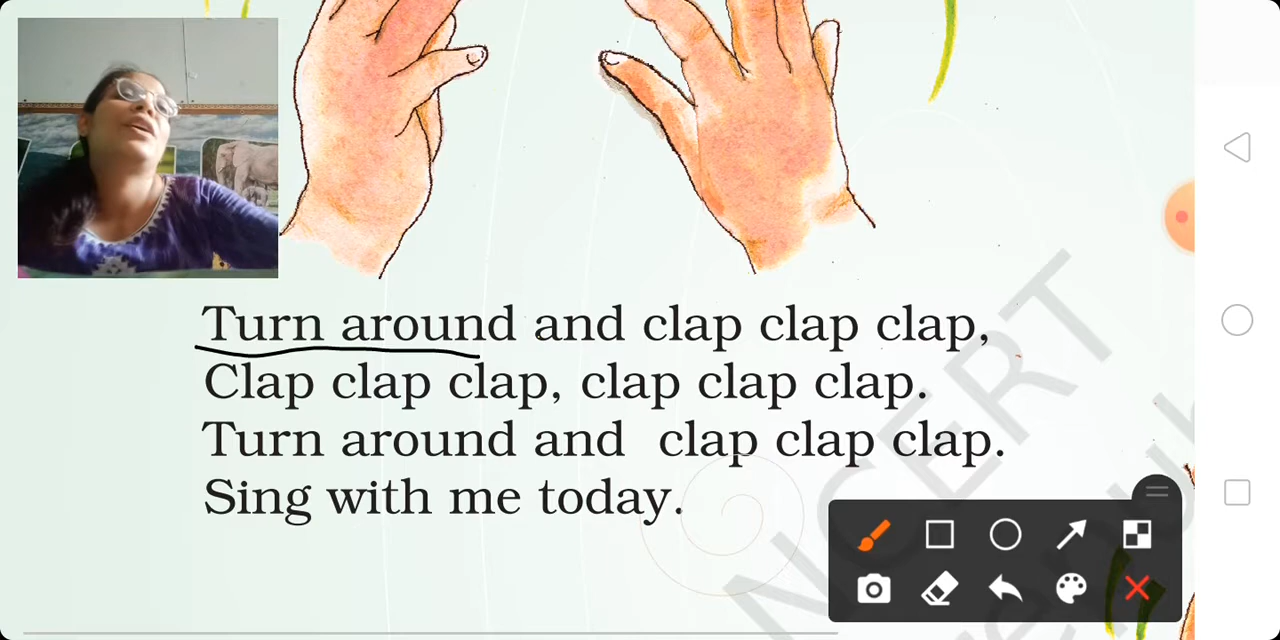 Turn around and clap clap clap,
Clap clap clap, clap clap clap.
Turn around and clap clap clap.
Sing with me today.
NCERT